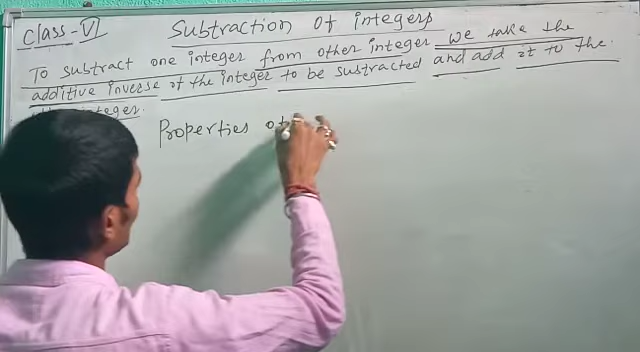 Class-VI
Subtraction of integers
To subtract one integer from other integer we take the
additive inverse of the integer to be sustracted and add it to the
integer.
Properties of